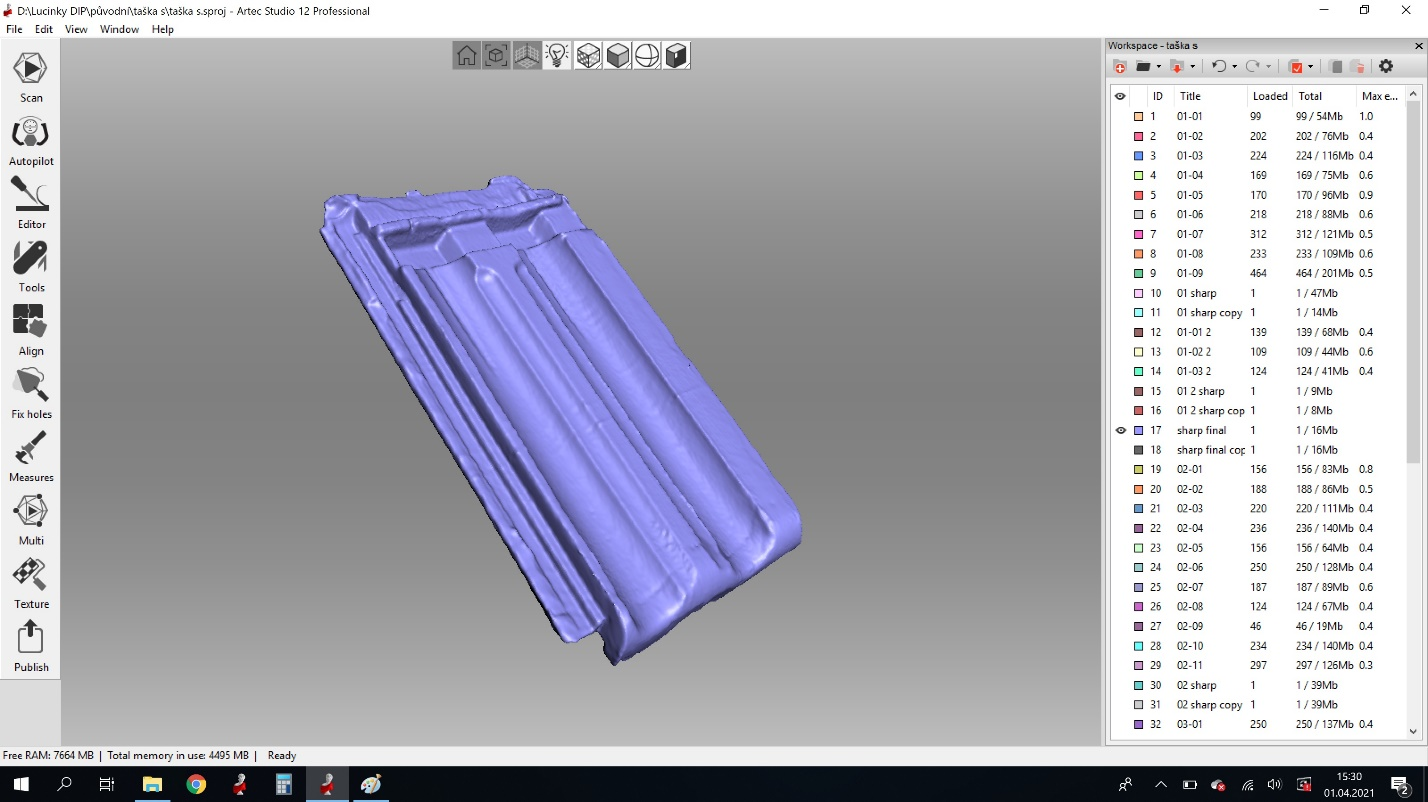 D:\Lucinky DIP\původní\taška s\taška s.sproj - Artec Studio 12 Professional
File Edit View Window Help
Scan
Autopilot
Editor
Tools
Align
Fix holes
Measures
Multi
Texture
Publish
Workspace - taška s
ID Title Loaded Total Max e...
1 01-01 99 99 / 54Mb 1.0
2 01-02 202 202 / 76Mb 0.4
3 01-03 224 224 / 116Mb 0.4
4 01-04 169 169 / 75Mb 0.6
5 01-05 170 170 / 96Mb 0.9
6 01-06 218 218 / 88Mb 0.6
7 01-07 312 312 / 121Mb 0.5
8 01-08 233 233 / 109Mb 0.6
9 01-09 464 464 / 201Mb 0.5
10 01 sharp 1 1 / 47Mb
11 01 sharp copy 1 1 / 14Mb
12 01-01 2 139 139 / 68Mb 0.4
13 01-02 2 109 109 / 44Mb 0.6
14 01-03 2 124 124 / 41Mb 0.4
15 01 2 sharp 1 1 / 9Mb
16 01 2 sharp cop 1 1 / 8Mb
17 sharp final 1 1 / 16Mb
18 sharp final cop 1 1 / 16Mb
19 02-01 156 156 / 83Mb 0.8
20 02-02 188 188 / 86Mb 0.5
21 02-03 220 220 / 111Mb 0.4
22 02-04 236 236 / 140Mb 0.4
23 02-05 156 156 / 64Mb 0.4
24 02-06 250 250 / 128Mb 0.4
25 02-07 187 187 / 89Mb 0.6
26 02-08 124 124 / 67Mb 0.4
27 02-09 46 46 / 19Mb 0.4
28 02-10 234 234 / 140Mb 0.4
29 02-11 297 297 / 126Mb 0.3
30 02 sharp 1 1 / 39Mb
31 02 sharp copy 1 1 / 39Mb
32 03-01 250 250 / 137Mb 0.4
Free RAM: 7664 MB | Total memory in use: 4495 MB | Ready
15:30
01.04.2021
2